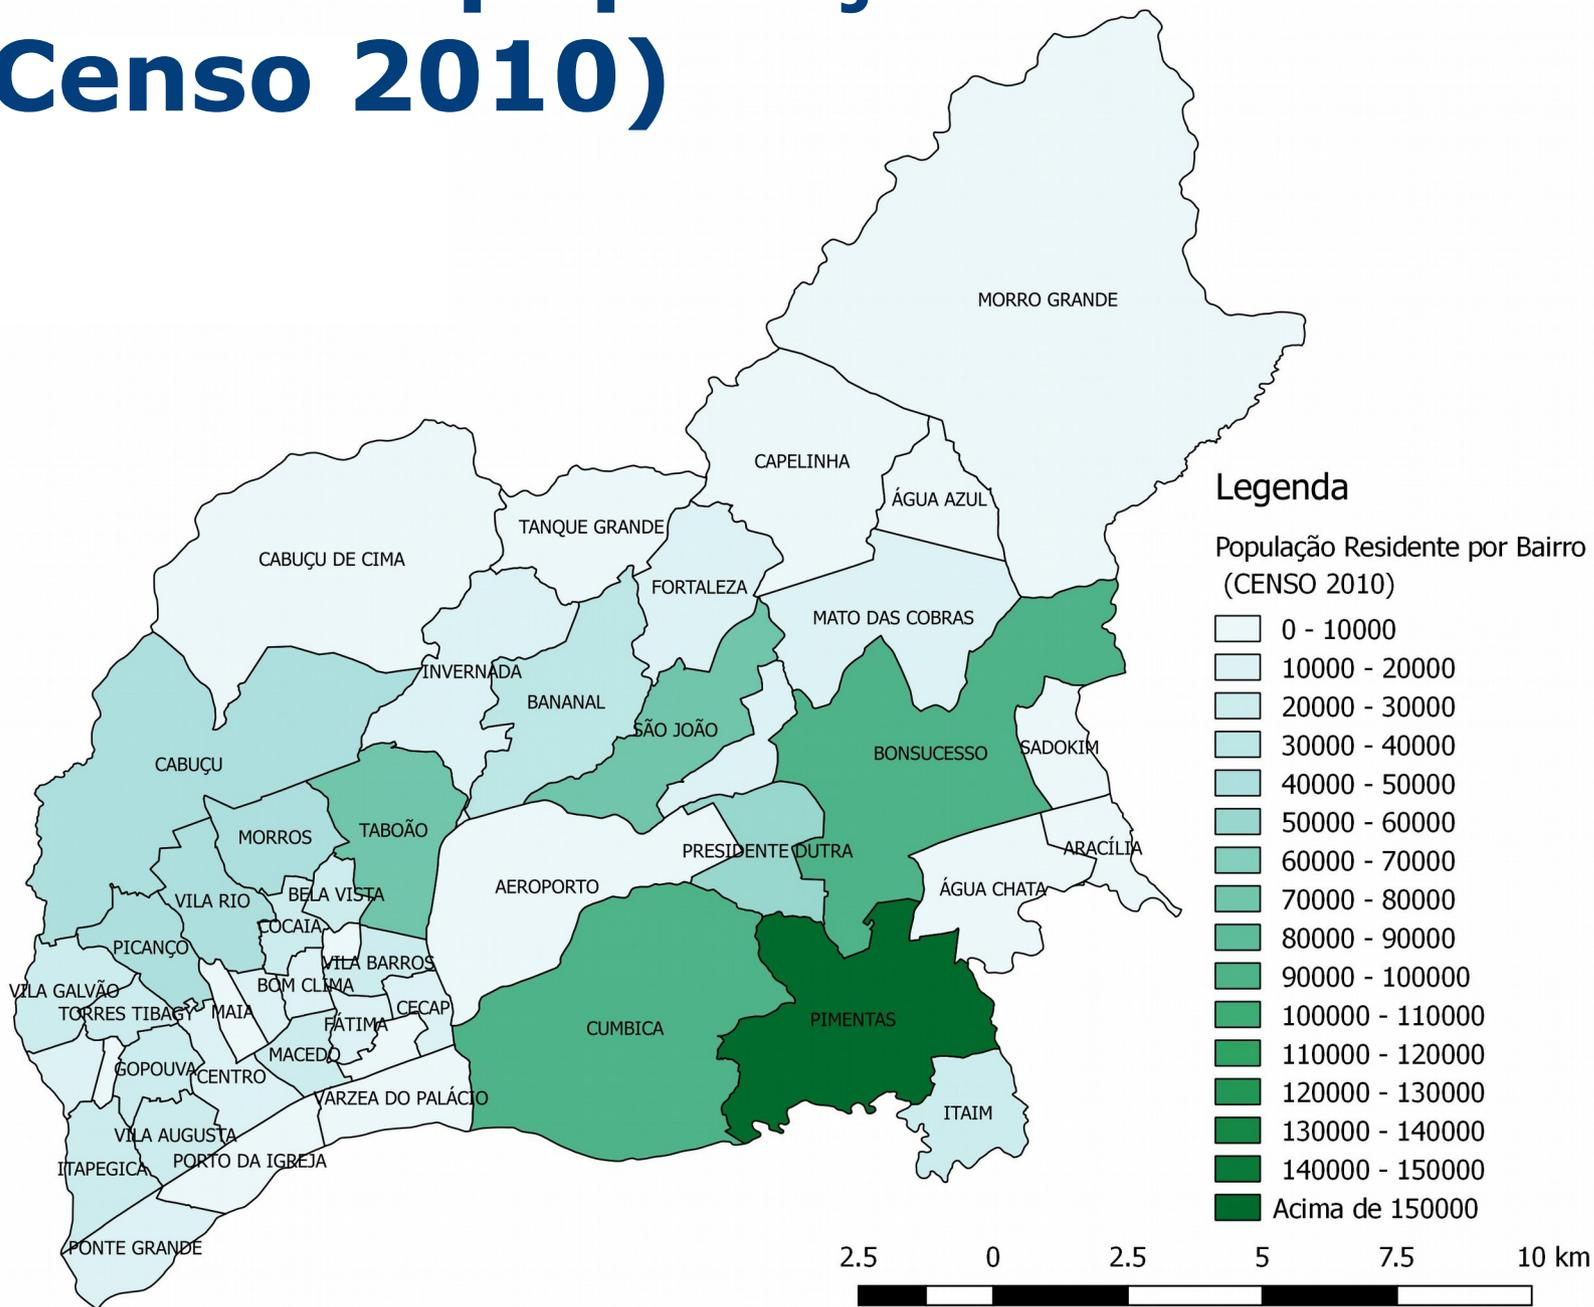 Censo 2010)
MORRO GRANDE
CAPELINHA
ÁGUA AZUL
TANQUE GRANDE
CABUÇU DE CIMA
FORTALEZA
MATO DAS COBRAS
INVERNADA
BANANAL
SÃO JOÃO
BONSUCESSO
SADOKIM
CABUÇU
TABOÃO
MORROS
PRESIDENTE DUTRA
ARACÍLIA
AEROPORTO
ÁGUA CHATA
BELA VISTA
VILA RIO
COCAIA
PICANÇO
VILA BARROS
BOM CLIMA
VILA GALVÃO
TORRES TIBAGY
MAIA
CECAP
FÁTIMA
CUMBICA
PIMENTAS
MACEDO
GOPOUVA
CENTRO
VARZEA DO PALÁCIO
ITAIM
VILA AUGUSTA
PORTO DA IGREJA
ITAPEGICA
PONTE GRANDE
Legenda
População Residente por Bairro
(CENSO 2010)
0 - 10000
10000 - 20000
20000 - 30000
30000 - 40000
40000 - 50000
50000 - 60000
60000 - 70000
70000 - 80000
80000 - 90000
90000 - 100000
100000 - 110000
110000 - 120000
120000 - 130000
130000 - 140000
140000 - 150000
Acima de 150000
2.5 0 2.5 5 7.5 10 km